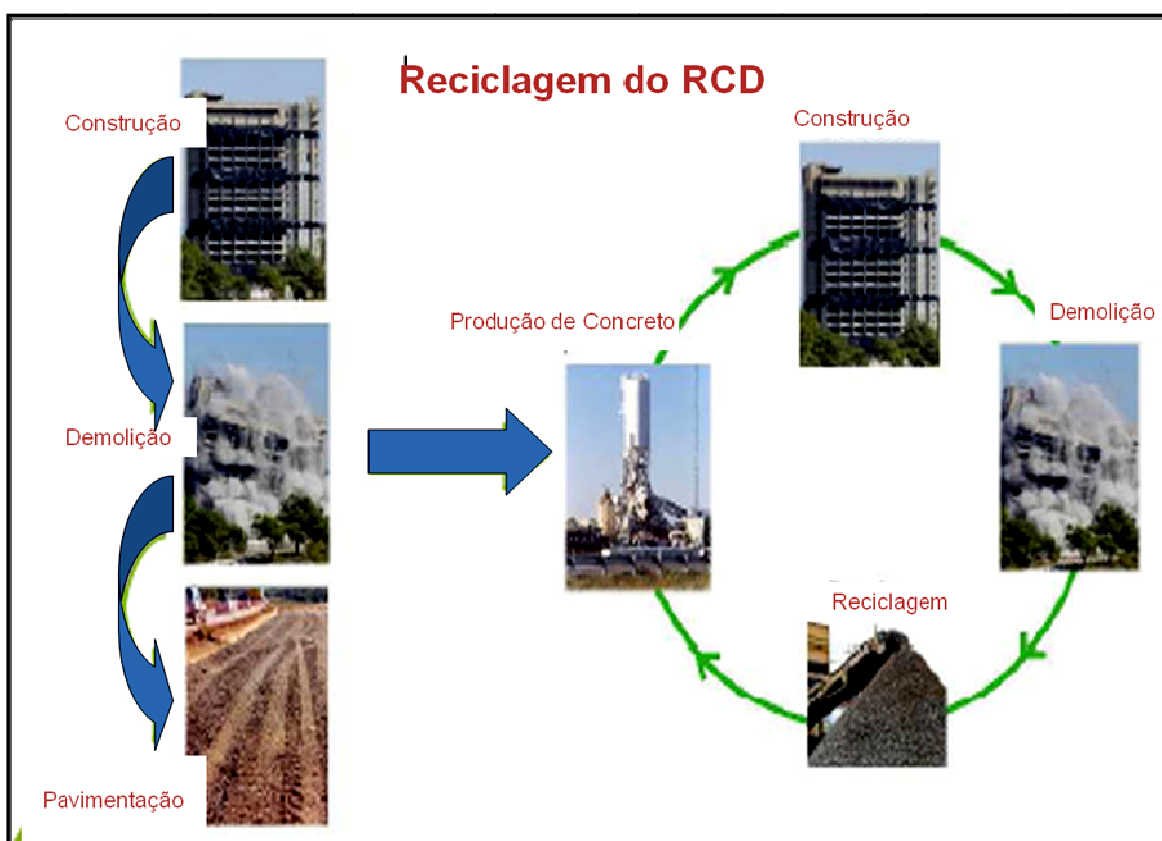 Reciclagem do RCD
Construção
Demolição
Pavimentação
Construção
Produção de Concreto
Demolição
Reciclagem